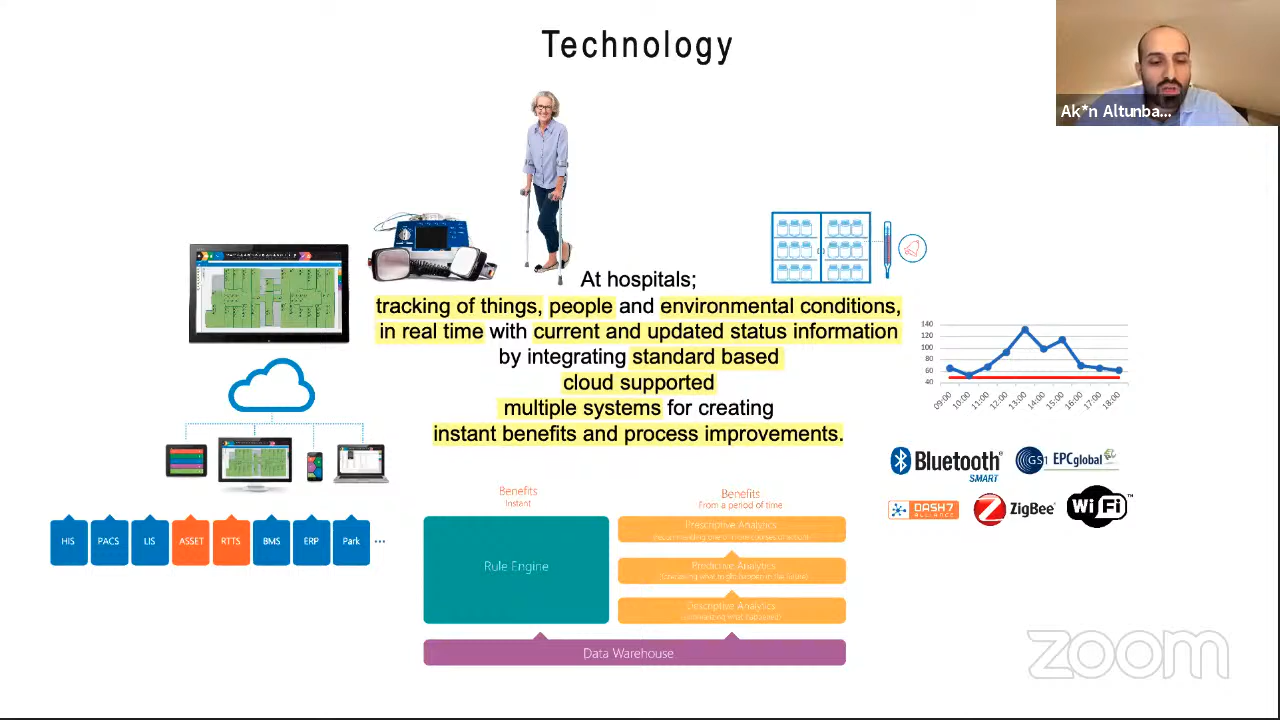 Technology
Ak*n Altunba...
At hospitals;
tracking of things, people and environmental conditions,
in real time with current and updated status information
by integrating standard based
cloud supported
multiple systems for creating
instant benefits and process improvements.
140
120
100
80
60
40
09:00 10:00 11:00 12:00 13:00 14:00 15:00 16:00 17:00 18:00
Bluetooth®
SMART
GS1 EPCglobal
DASH7
ALLIANCE
ZigBee®
WiFi™
HIS PACS LIS ASSET RTTS BMS ERP Park ...
Benefits
Instant
Benefits
From a period of time
Rule Engine
Prescriptive Analytics
Predictive Analytics
Descriptive Analytics
Data Warehouse
zoom